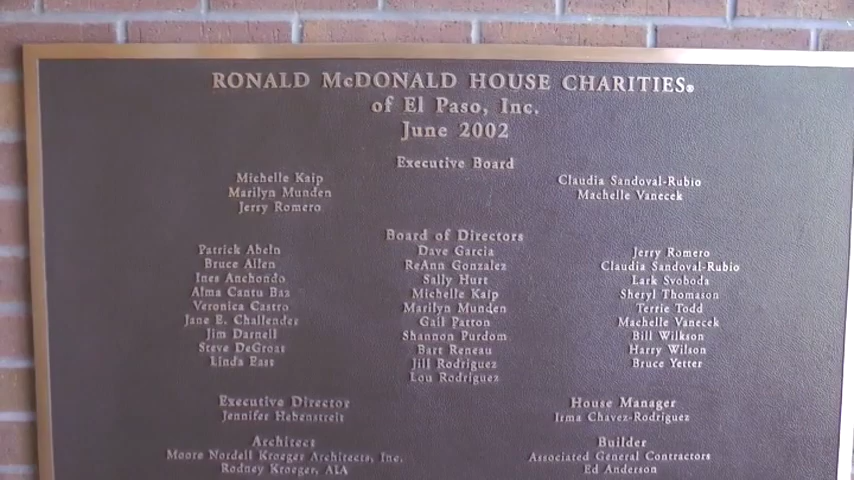 RONALD McDONALD HOUSE CHARITIES®
of El Paso, Inc.
June 2002
Executive Board
Michelle Kaip
Marilyn Munden
Jerry Romero
Claudia Sandoval-Rubio
Machelle Vanecek
Board of Directors
Patrick Abeln
Bruce Allen
Ines Anchondo
Alma Cantu Baz
Veronica Castro
Jane E. Challender
Jim Darnell
Steve DeGroat
Linda East
Dave Garcia
ReAnn Gonzalez
Sally Hurt
Michelle Kaip
Marilyn Munden
Gail Patton
Shannon Purdom
Bart Reneau
Jill Rodriguez
Lou Rodriguez
Jerry Romero
Claudia Sandoval-Rubio
Lark Svoboda
Sheryl Thomason
Terrie Todd
Machelle Vanecek
Bill Wilkson
Harry Wilson
Bruce Yetter
Executive Director
Jennifer Hebenstreit
House Manager
Irma Chavez-Rodriguez
Architect
Moore Nordell Kroeger Architects, Inc.
Rodney Kroeger, AIA
Builder
Associated General Contractors
Ed Anderson